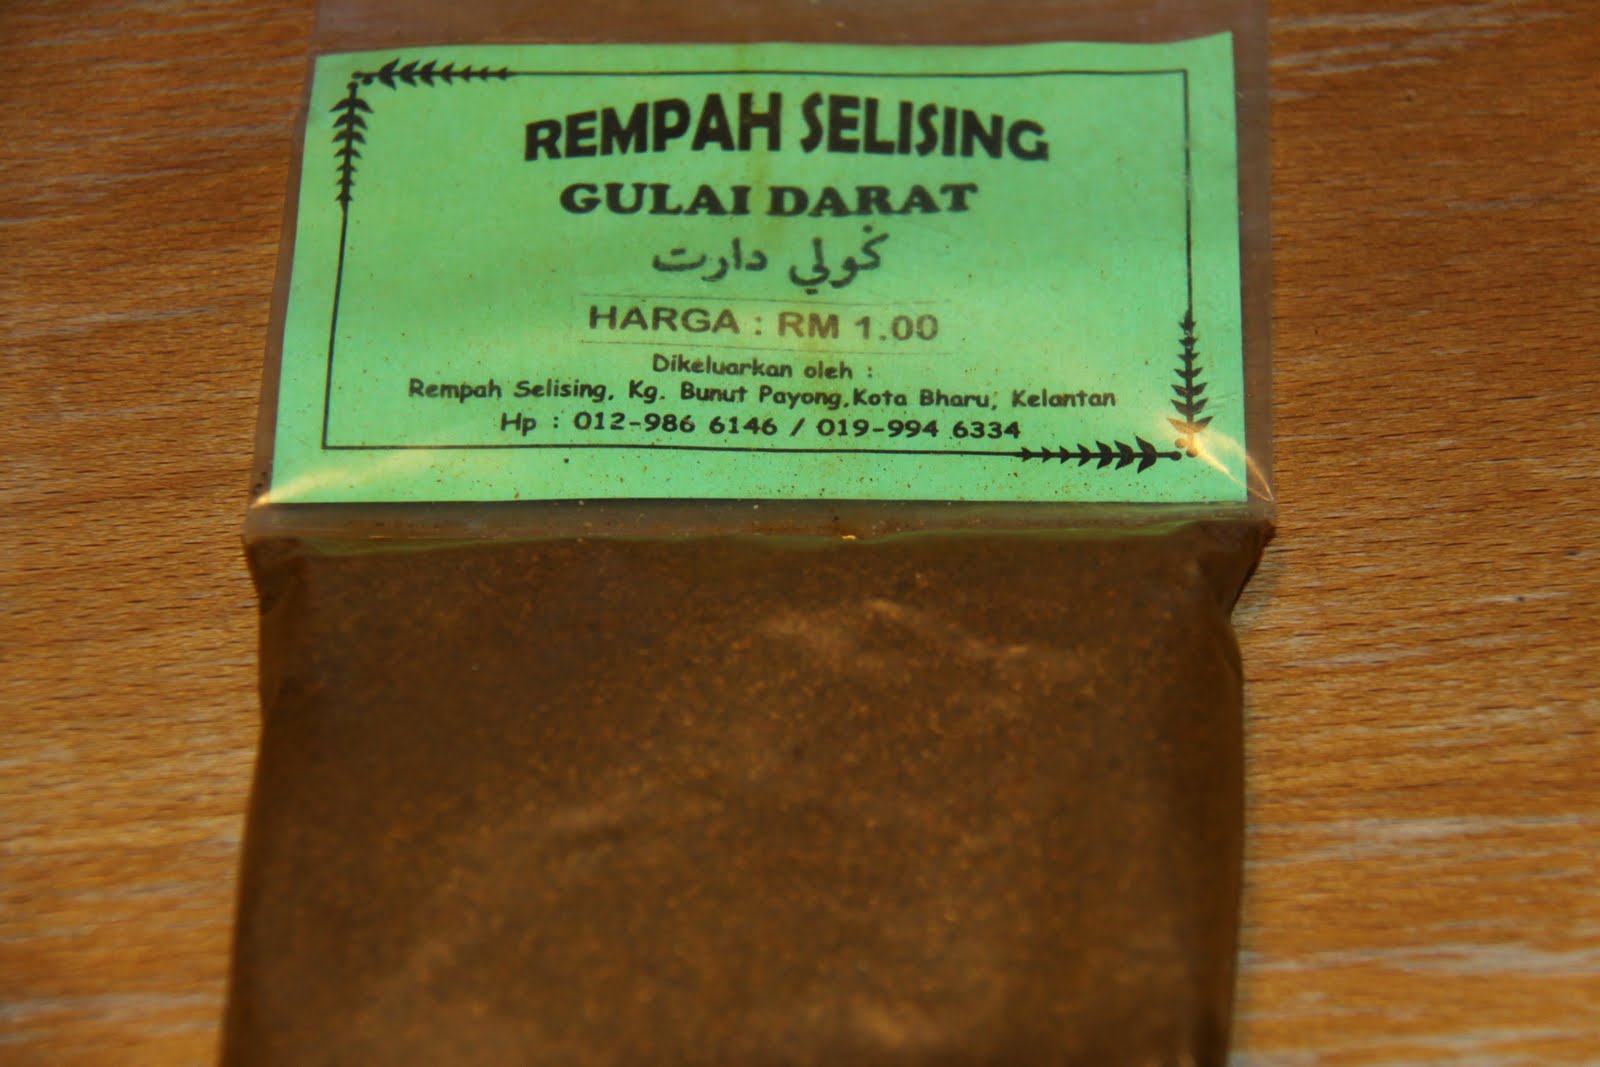 REMPAH SELISING
GULAI DARAT
ݢولي دارت
HARGA : RM 1.00
Dikeluarkan oleh :
Rempah Selising, Kg. Bunut Payong,Kota Bharu, Kelantan
Hp : 012-986 6146 / 019-994 6334